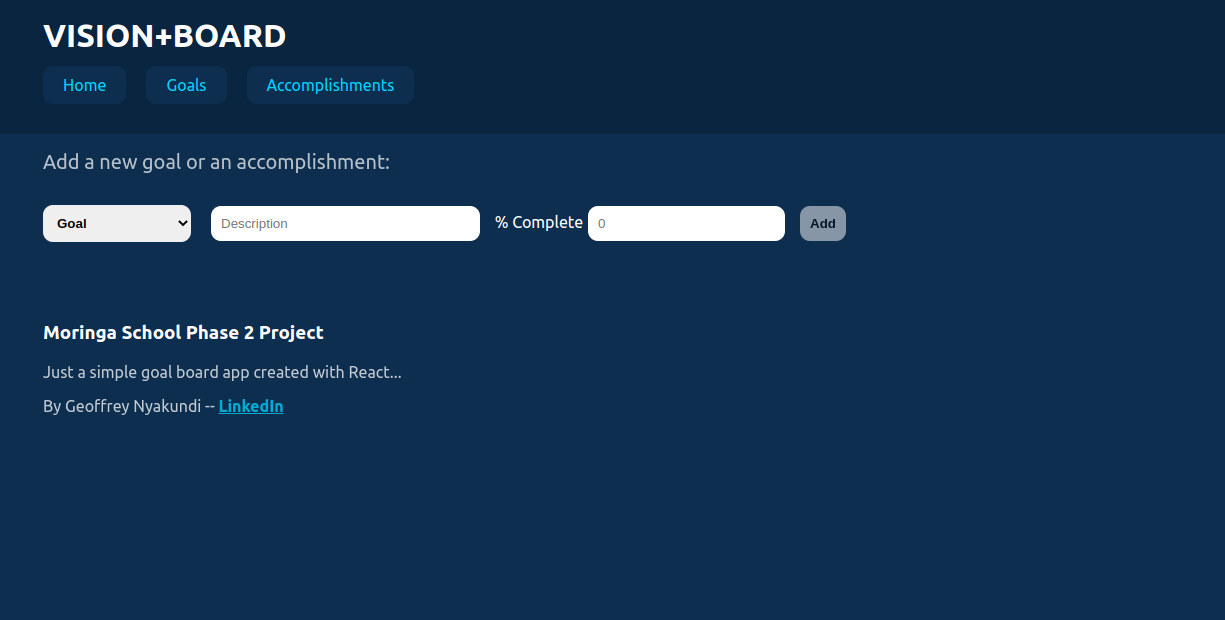 VISION+BOARD
Home Goals Accomplishments
Add a new goal or an accomplishment:
Goal Description % Complete 0 Add
Moringa School Phase 2 Project
Just a simple goal board app created with React...
By Geoffrey Nyakundi -- LinkedIn